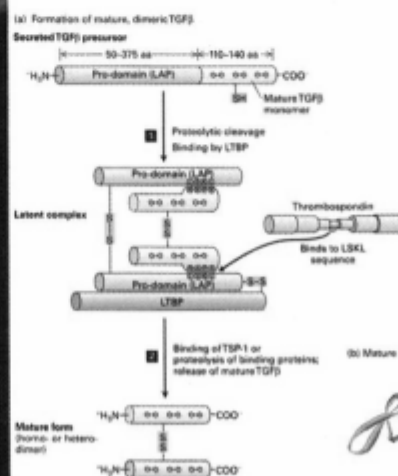 (a) Formation of mature, dimeric TGFβ
Secreted TGFβ precursor
50–375 aa
110–140 aa
⁺H₃N
Pro-domain (LAP)
COO⁻
SH
Mature TGFβ
monomer
1
Proteolytic cleavage
Binding by LTBP
Pro-domain (LAP)
Latent complex
S
S
Thrombospondin
Binds to LSKL
sequence
Pro-domain (LAP)
S–S
LTBP
2
Binding of TSP-1 or
proteolysis of binding proteins;
release of mature TGFβ
(b) Mature
Mature form
(homo- or hetero-
dimer)
⁺H₃N
COO⁻
⁺H₃N
COO⁻